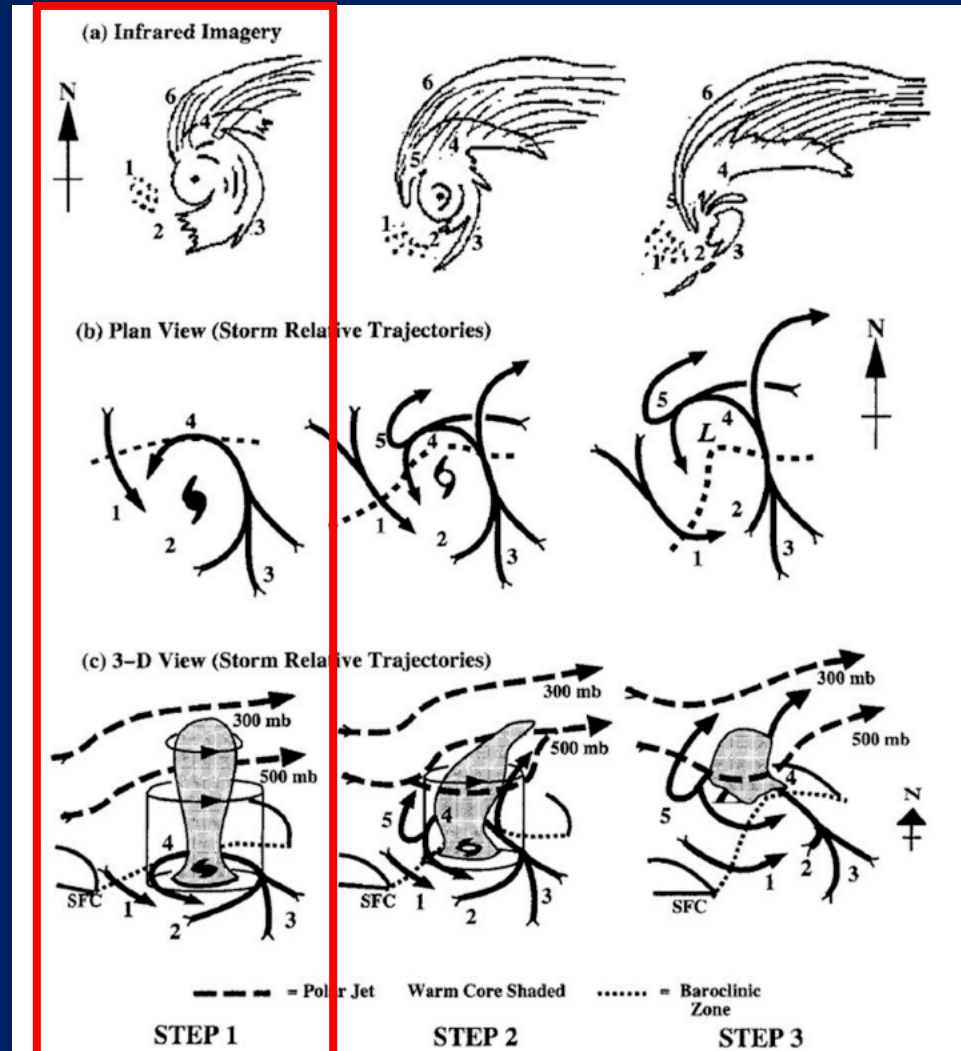 (a) Infrared Imagery
N
6
4
1
2
3
6
5
4
1
2
3
6
4
5
1
2
3
(b) Plan View (Storm Relative Trajectories)
N
4
1
2
3
5
4
1
2
3
5
4
L
2
1
3
(c) 3-D View (Storm Relative Trajectories)
300 mb
500 mb
4
SFC
1
2
3
300 mb
500 mb
5
4
SFC
1
2
3
300 mb
500 mb
4
5
N
1
2
3
SFC
= Polar Jet Warm Core Shaded = Baroclinic
Zone
STEP 1 STEP 2 STEP 3